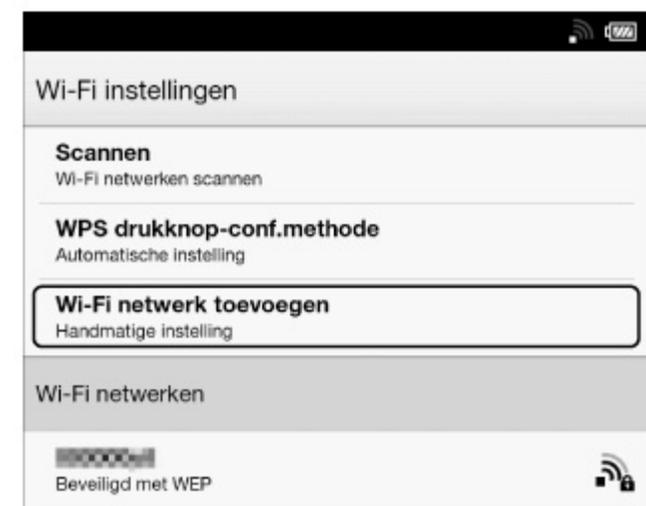 Wi-Fi instellingen
Scannen
Wi-Fi netwerken scannen
WPS drukknop-conf.methode
Automatische instelling
Wi-Fi netwerk toevoegen
Handmatige instelling
Wi-Fi netwerken
Beveiligd met WEP